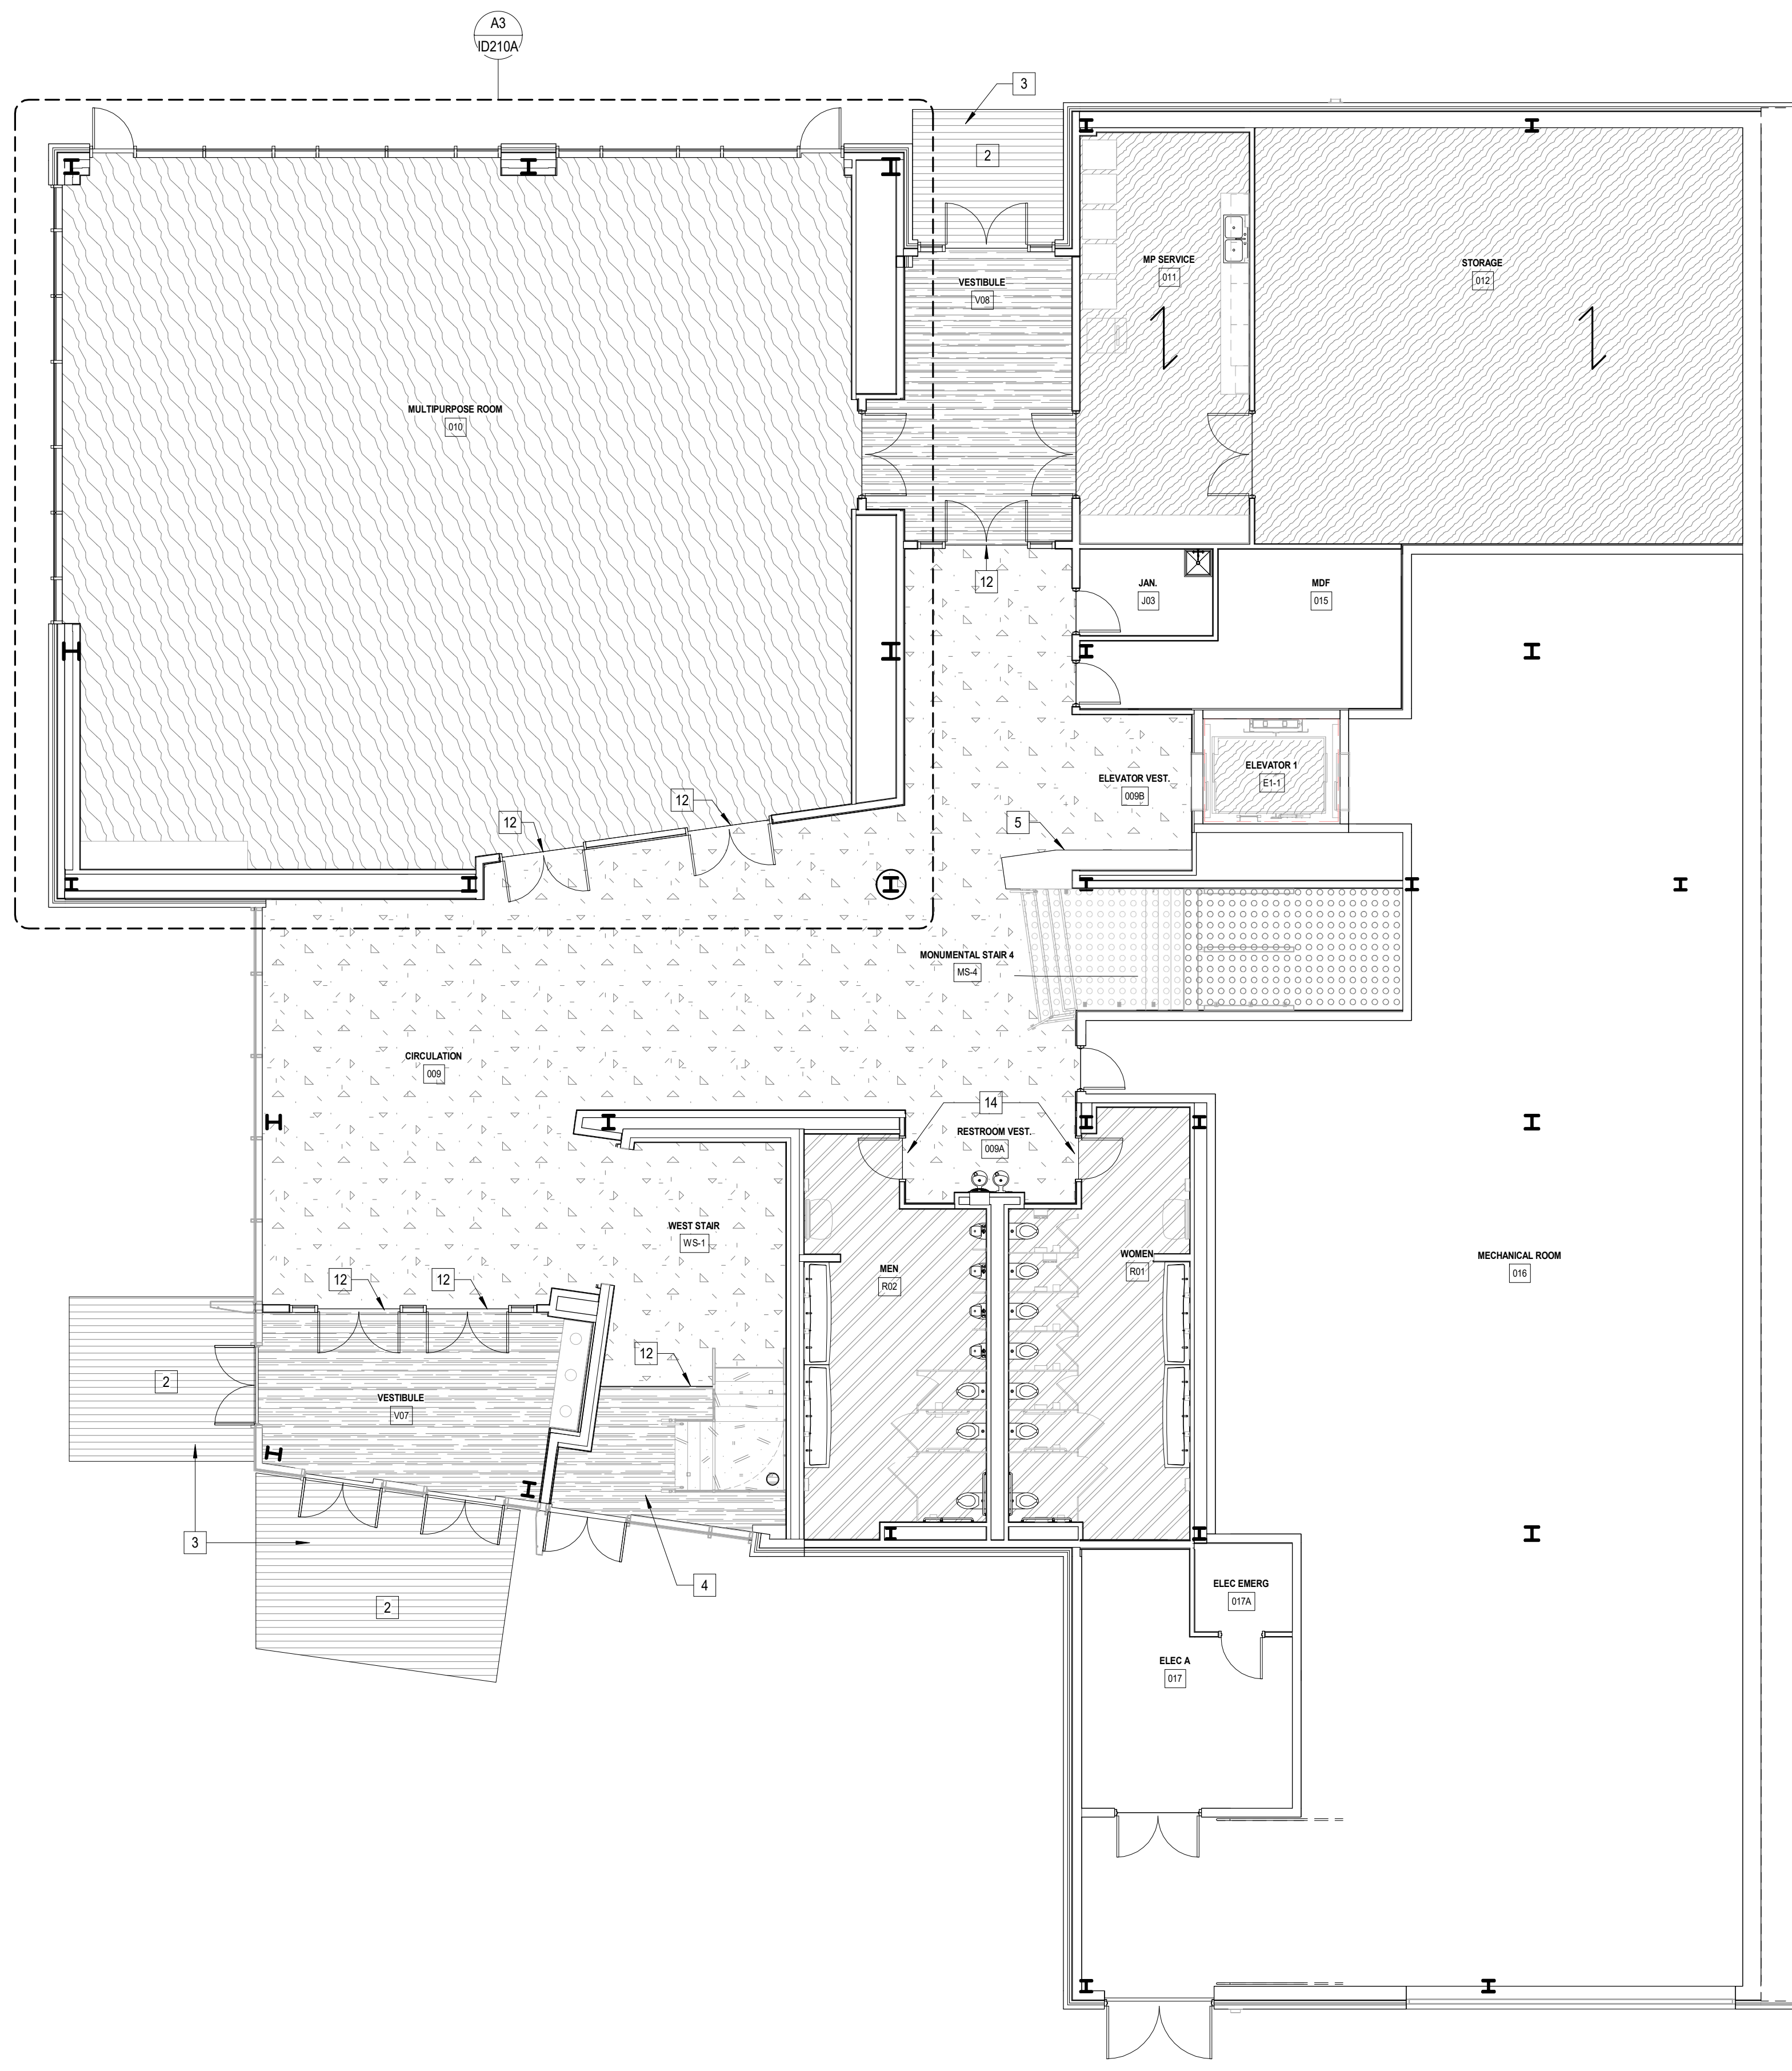 A3
ID210A
3
2
MP SERVICE
011
STORAGE
012
VESTIBULE
V08
MULTIPURPOSE ROOM
010
12
JAN.
J03
MDF
015
ELEVATOR 1
E1-1
ELEVATOR VEST.
009B
12
12
5
MONUMENTAL STAIR 4
MS-4
CIRCULATION
009
14
RESTROOM VEST.
009A
WEST STAIR
WS-1
MEN
R02
WOMEN
R01
MECHANICAL ROOM
016
12
12
12
2
VESTIBULE
V07
3
4
2
ELEC EMERG
017A
ELEC A
017